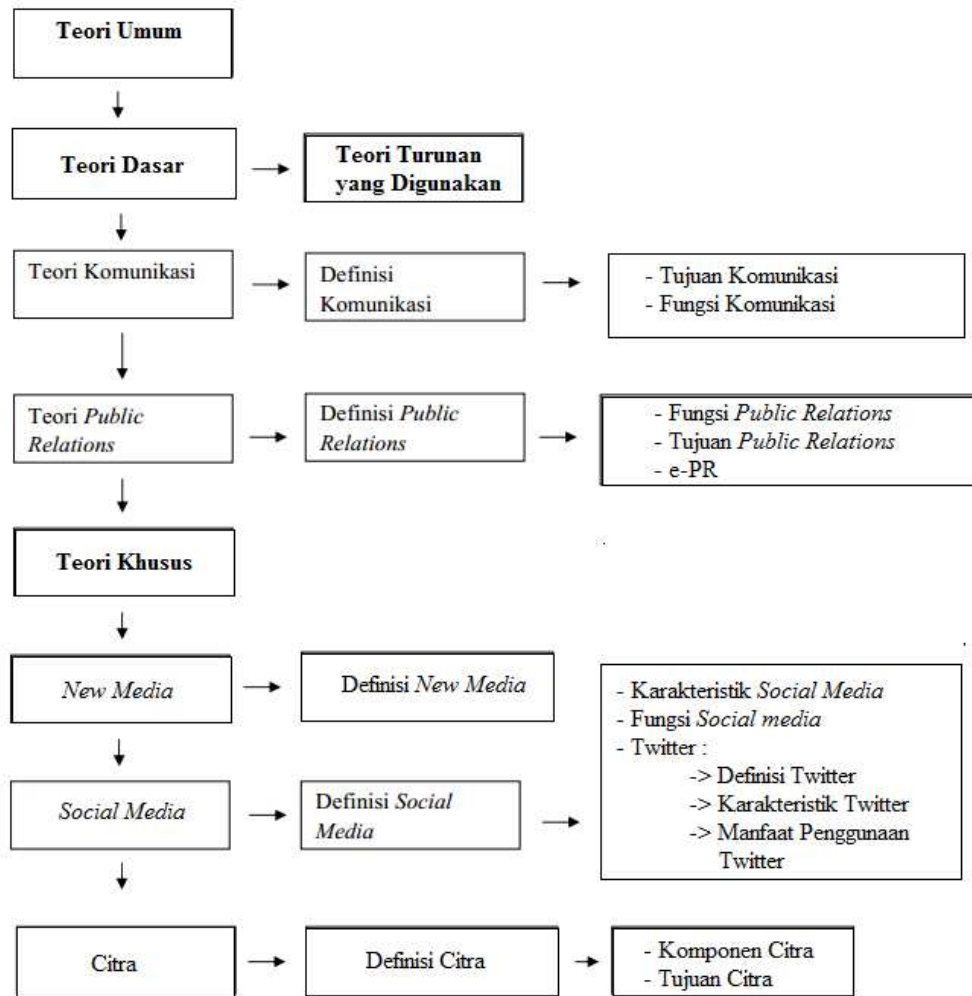 Teori Umum
Teori Dasar
Teori Turunan
yang Digunakan
Teori Komunikasi
Definisi
Komunikasi
- Tujuan Komunikasi
- Fungsi Komunikasi
Teori Public
Relations
Definisi Public
Relations
- Fungsi Public Relations
- Tujuan Public Relations
- e-PR
Teori Khusus
New Media
Definisi New Media
Social Media
Definisi Social
Media
- Karakteristik Social Media
- Fungsi Social media
- Twitter :
-> Definisi Twitter
-> Karakteristik Twitter
-> Manfaat Penggunaan
Twitter
Citra
Definisi Citra
- Komponen Citra
- Tujuan Citra